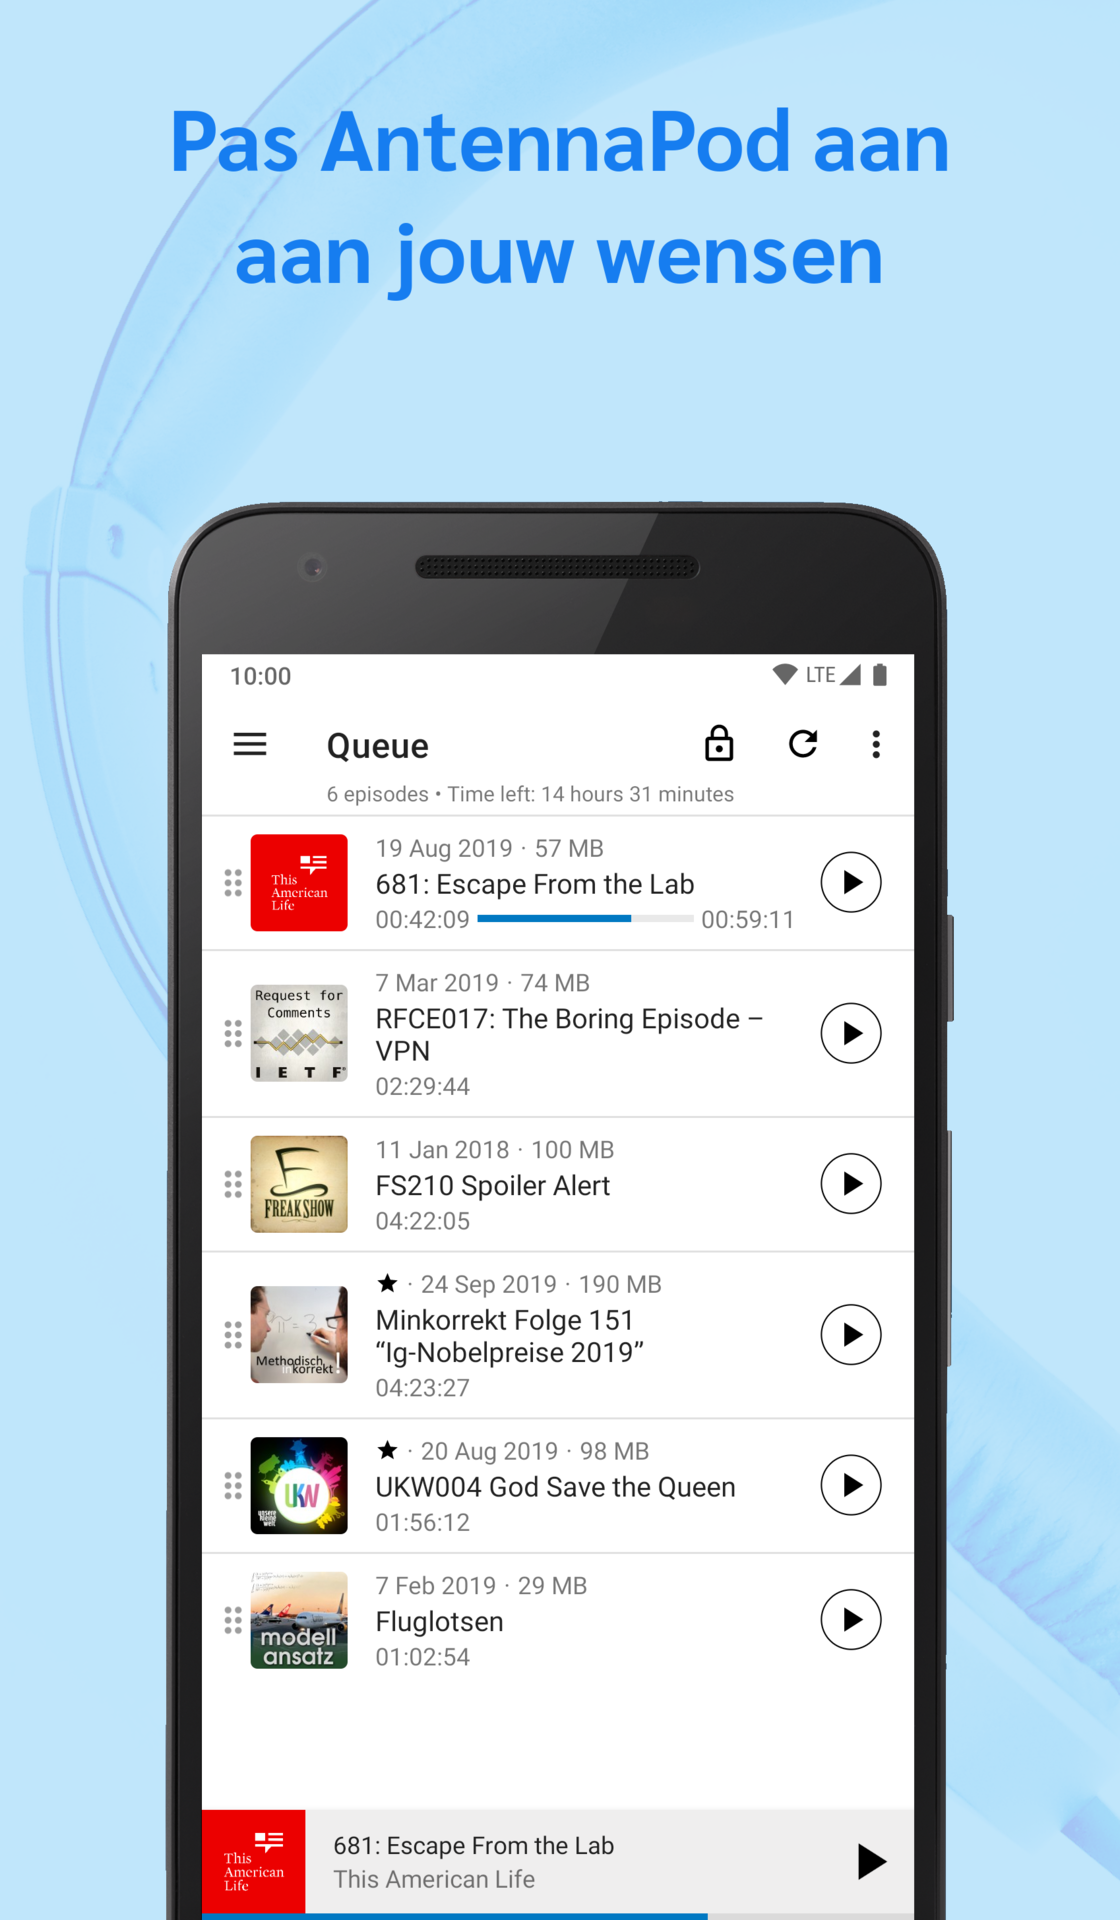 Pas AntennaPod aan
aan jouw wensen
10:00
LTE
Queue
6 episodes • Time left: 14 hours 31 minutes
This
American
Life
19 Aug 2019 · 57 MB
681: Escape From the Lab
00:42:09
00:59:11
Request for
Comments
I E T F
7 Mar 2019 · 74 MB
RFCE017: The Boring Episode –
VPN
02:29:44
FREAK SHOW
11 Jan 2018 · 100 MB
FS210 Spoiler Alert
04:22:05
Methodisch
inkorrekt!
★ · 24 Sep 2019 · 190 MB
Minkorrekt Folge 151
“Ig-Nobelpreise 2019”
04:23:27
UKW
unsere
kleine
welt
★ · 20 Aug 2019 · 98 MB
UKW004 God Save the Queen
01:56:12
modell
ansatz
7 Feb 2019 · 29 MB
Fluglotsen
01:02:54
This
American
Life
681: Escape From the Lab
This American Life